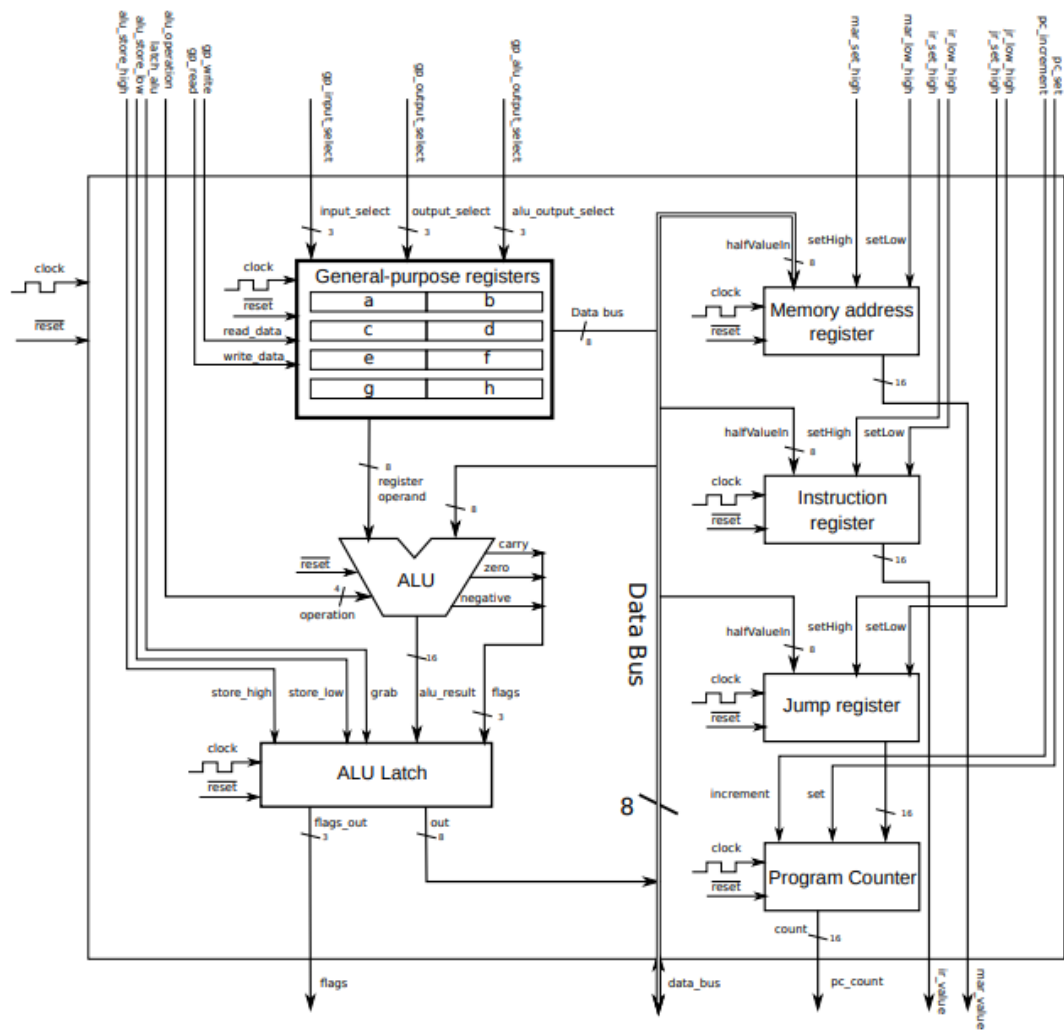 alu_store_high
alu_store_low
latch_alu
alu_operation
gp_read
gp_write
gp_input_select
gp_output_select
gp_alu_output_select
mar_set_high
mar_low_high
ir_set_high
ir_low_high
jr_set_high
jr_low_high
pc_increment
pc_set
input_select
3
output_select
3
alu_output_select
3
clock
reset
clock
reset
read_data
write_data
General-purpose registers
a
b
c
d
e
f
g
h
Data bus
8
halfValueIn
8
setHigh
setLow
clock
reset
Memory address
register
16
halfValueIn
8
setHigh
setLow
clock
reset
Instruction
register
16
8
register
operand
8
reset
4
operation
ALU
carry
zero
negative
16
Data Bus
8
halfValueIn
8
setHigh
setLow
clock
reset
Jump register
16
store_high
store_low
grab
alu_result
flags
3
clock
reset
ALU Latch
flags_out
3
out
8
increment
set
clock
reset
Program Counter
count
16
flags
data_bus
pc_count
ir_value
mar_value